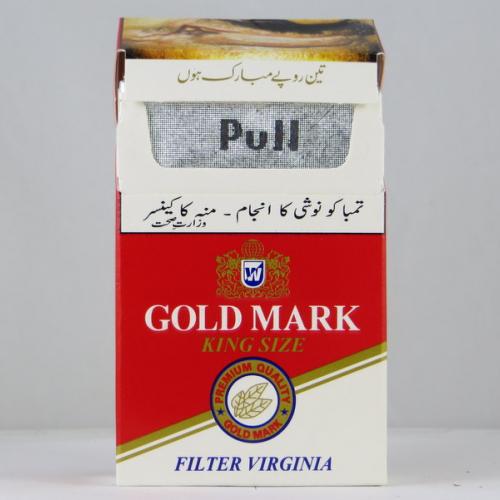 تین روپے مبارک ہوں
Pull
تمباکو نوشی کا انجام - منہ کا کینسر
وزارتِ صحت
W
GOLD MARK
KING SIZE
PREMIUM QUALITY
GOLD MARK
FILTER VIRGINIA